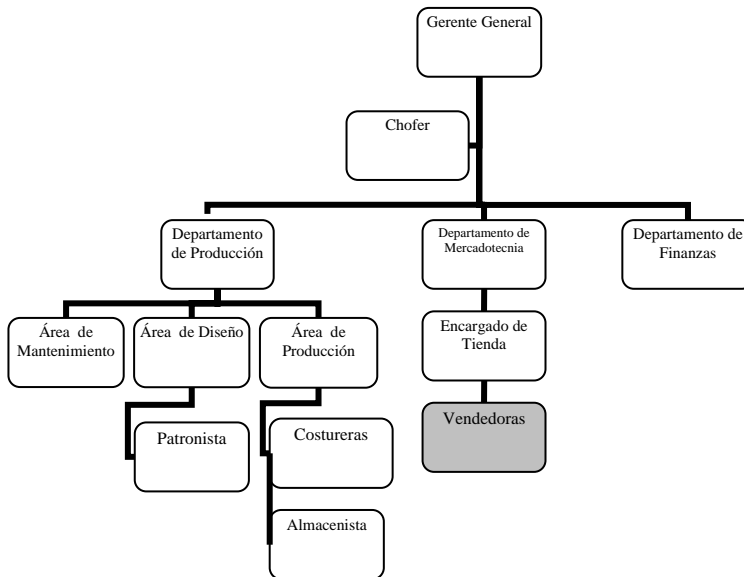 Gerente General
Chofer
Departamento
de Producción
Departamento de
Mercadotecnia
Departamento de
Finanzas
Área de
Mantenimiento
Área de Diseño
Área de
Producción
Encargado de
Tienda
Patronista
Costureras
Vendedoras
Almacenista